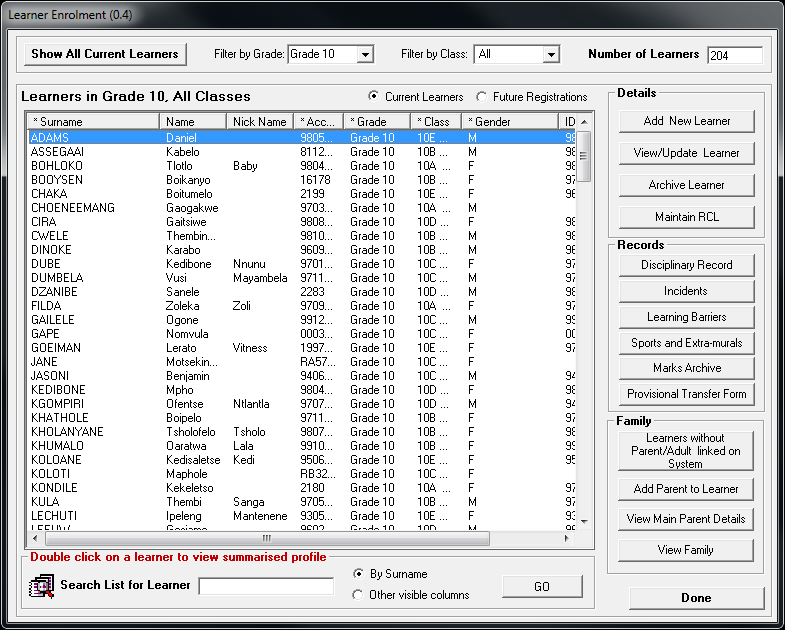 Learner Enrolment (0.4)
Show All Current Learners Filter by Grade: Grade 10 Filter by Class: All Number of Learners 204
Learners in Grade 10, All Classes Current Learners Future Registrations
* Surname Name Nick Name * Acc... * Grade * Class * Gender ID
ADAMS Daniel 9805... Grade 10 10E ... M 98
ASSEGAAI Kabelo 8112... Grade 10 10B ... M 98
BOHLOKO Tlotlo Baby 9804... Grade 10 10A ... F 98
BOOYSEN Boikanyo 16178 Grade 10 10B ... F 97
CHAKA Boitumelo 2199 Grade 10 10E ... F 96
CHOENEEMANG Gaogakwe 9703... Grade 10 10A ... M
CIRA Gaitsiwe 9808... Grade 10 10D ... F 98
CWELE Thembin... 9810... Grade 10 10B ... M 98
DINOKE Karabo 9609... Grade 10 10B ... M 96
DUBE Kedibone Nnunu 9701... Grade 10 10C ... F 97
DUMBELA Vusi Mayambela 9711... Grade 10 10C ... M 97
DZANIBE Sanele 2283 Grade 10 10D ... M 98
FILDA Zoleka Zoli 9709... Grade 10 10A ... F 97
GAILELE Ogone 9912... Grade 10 10C ... M 99
GAPE Nomvula 0003... Grade 10 10C ... F 00
GOEIMAN Lerato Vitness 1997... Grade 10 10E ... F 97
JANE Motsekin... RA57... Grade 10 10C ... M
JASONI Benjamin 9406... Grade 10 10C ... M 94
KEDIBONE Mpho 9804... Grade 10 10D ... F 98
KGOMPIRI Ofentse Ntlantla 9707... Grade 10 10D ... M 94
KHATHOLE Boipelo 9711... Grade 10 10B ... F 97
KHOLANYANE Tsholofelo Tsholo 9807... Grade 10 10B ... F 98
KHUMALO Oaratwa Lala 9910... Grade 10 10B ... F 99
KOLOANE Kedisaletse Kedi 9506... Grade 10 10E ... F 95
KOLOTI Maphole RB32... Grade 10 10C ... M
KONDILE Kekeletso 2180 Grade 10 10A ... F 97
KULA Thembi Sanga 9705... Grade 10 10B ... F 97
LECHUTI Ipeleng Mantenene 9305... Grade 10 10E ... F 93
Double click on a learner to view summarised profile
Search List for Learner By Surname Other visible columns GO
Details
Add New Learner
View/Update Learner
Archive Learner
Maintain RCL
Records
Disciplinary Record
Incidents
Learning Barriers
Sports and Extra-murals
Marks Archive
Provisional Transfer Form
Family
Learners without
Parent/Adult linked on
System
Add Parent to Learner
View Main Parent Details
View Family
Done